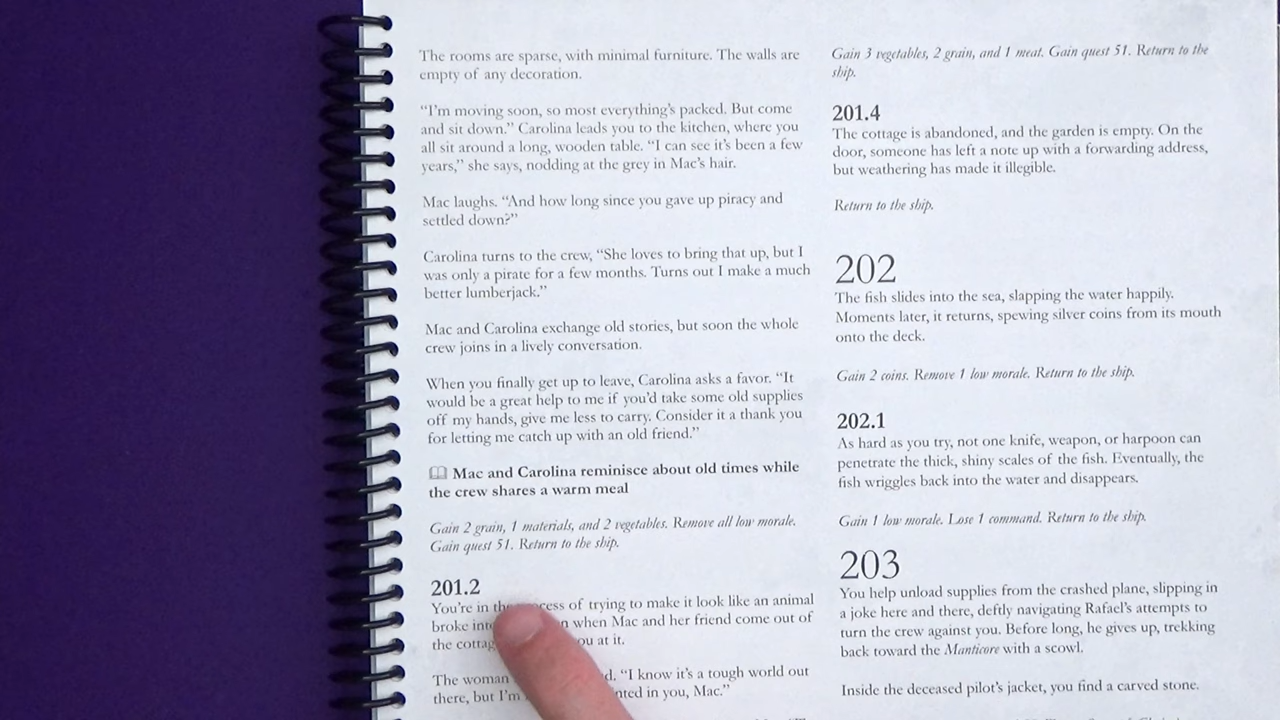 The rooms are sparse, with minimal furniture. The walls are
empty of any decoration.
“I’m moving soon, so most everything’s packed. But come
and sit down.” Carolina leads you to the kitchen, where you
all sit around a long, wooden table. “I can see it’s been a few
years,” she says, nodding at the grey in Mac’s hair.
Mac laughs. “And how long since you gave up piracy and
settled down?”
Carolina turns to the crew, “She loves to bring that up, but I
was only a pirate for a few months. Turns out I make a much
better lumberjack.”
Mac and Carolina exchange old stories, but soon the whole
crew joins in a lively conversation.
When you finally get up to leave, Carolina asks a favor. “It
would be a great help to me if you’d take some old supplies
off my hands, give me less to carry. Consider it a thank you
for letting me catch up with an old friend.”
Mac and Carolina reminisce about old times while
the crew shares a warm meal
Gain 2 grain, 1 materials, and 2 vegetables. Remove all low morale.
Gain quest 51. Return to the ship.
201.2
You’re in the ess of trying to make it look like an animal
broke into when Mac and her friend come out of
the cottag ou at it.
The woman d. “I know it’s a tough world out
there, but I’m nted in you, Mac.”
Gain 3 vegetables, 2 grain, and 1 meat. Gain quest 51. Return to the
ship.
201.4
The cottage is abandoned, and the garden is empty. On the
door, someone has left a note up with a forwarding address,
but weathering has made it illegible.
Return to the ship.
202
The fish slides into the sea, slapping the water happily.
Moments later, it returns, spewing silver coins from its mouth
onto the deck.
Gain 2 coins. Remove 1 low morale. Return to the ship.
202.1
As hard as you try, not one knife, weapon, or harpoon can
penetrate the thick, shiny scales of the fish. Eventually, the
fish wriggles back into the water and disappears.
Gain 1 low morale. Lose 1 command. Return to the ship.
203
You help unload supplies from the crashed plane, slipping in
a joke here and there, deftly navigating Rafael’s attempts to
turn the crew against you. Before long, he gives up, trekking
back toward the Manticore with a scowl.
Inside the deceased pilot’s jacket, you find a carved stone.